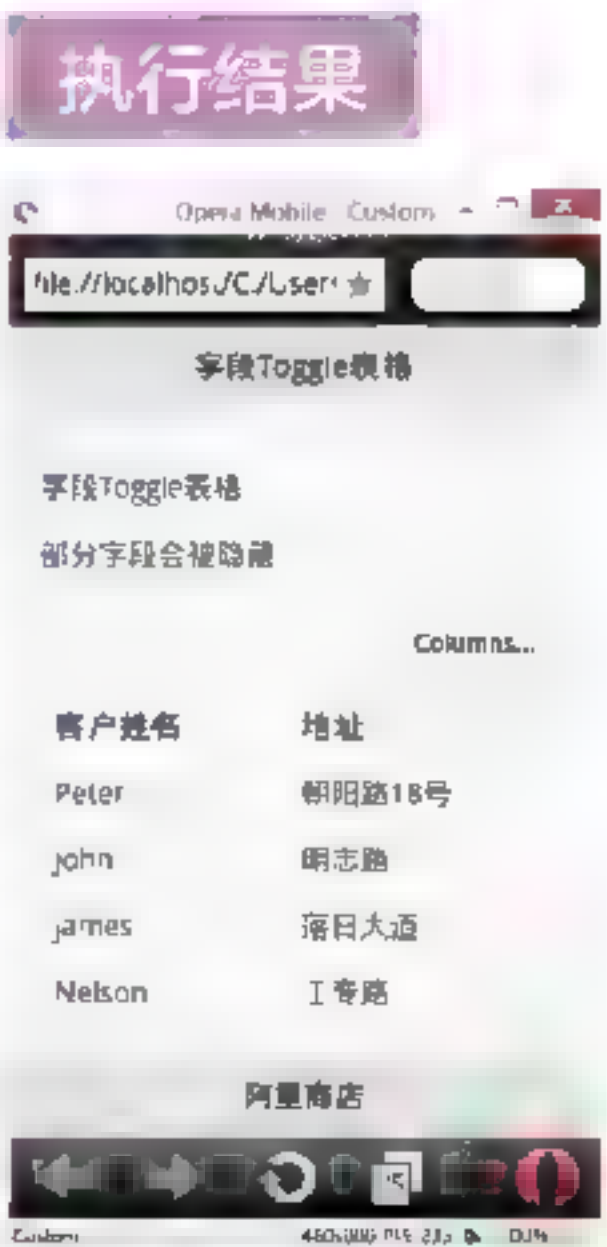 执行结果
Opera Mobile Custom
file://localhost/C:/User
字段Toggle表格
字段Toggle表格
部分字段会被隐藏
Columns...
客户姓名 地址
Peter 朝阳路18号
john 明志路
james 落日大道
Nelson 工专路
阿里商店
Custom